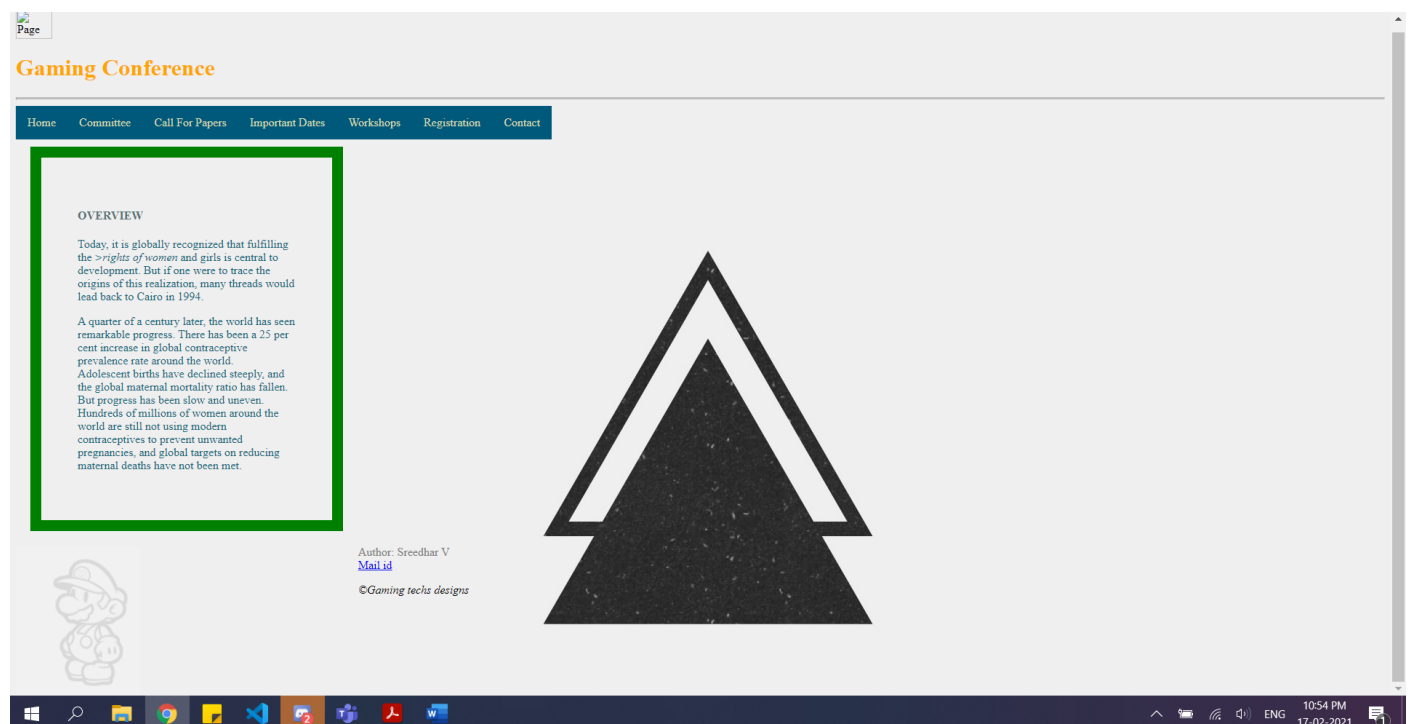 Page
Gaming Conference
Home Committee Call For Papers Important Dates Workshops Registration Contact
OVERVIEW
Today, it is globally recognized that fulfilling
the >rights of women and girls is central to
development. But if one were to trace the
origins of this realization, many threads would
lead back to Cairo in 1994.
A quarter of a century later, the world has seen
remarkable progress. There has been a 25 per
cent increase in global contraceptive
prevalence rate around the world.
Adolescent births have declined steeply, and
the global maternal mortality ratio has fallen.
But progress has been slow and uneven.
Hundreds of millions of women around the
world are still not using modern
contraceptives to prevent unwanted
pregnancies, and global targets on reducing
maternal deaths have not been met.
Author: Sreedhar V
Mail id
©Gaming techs designs
ENG
10:54 PM
17-02-2021